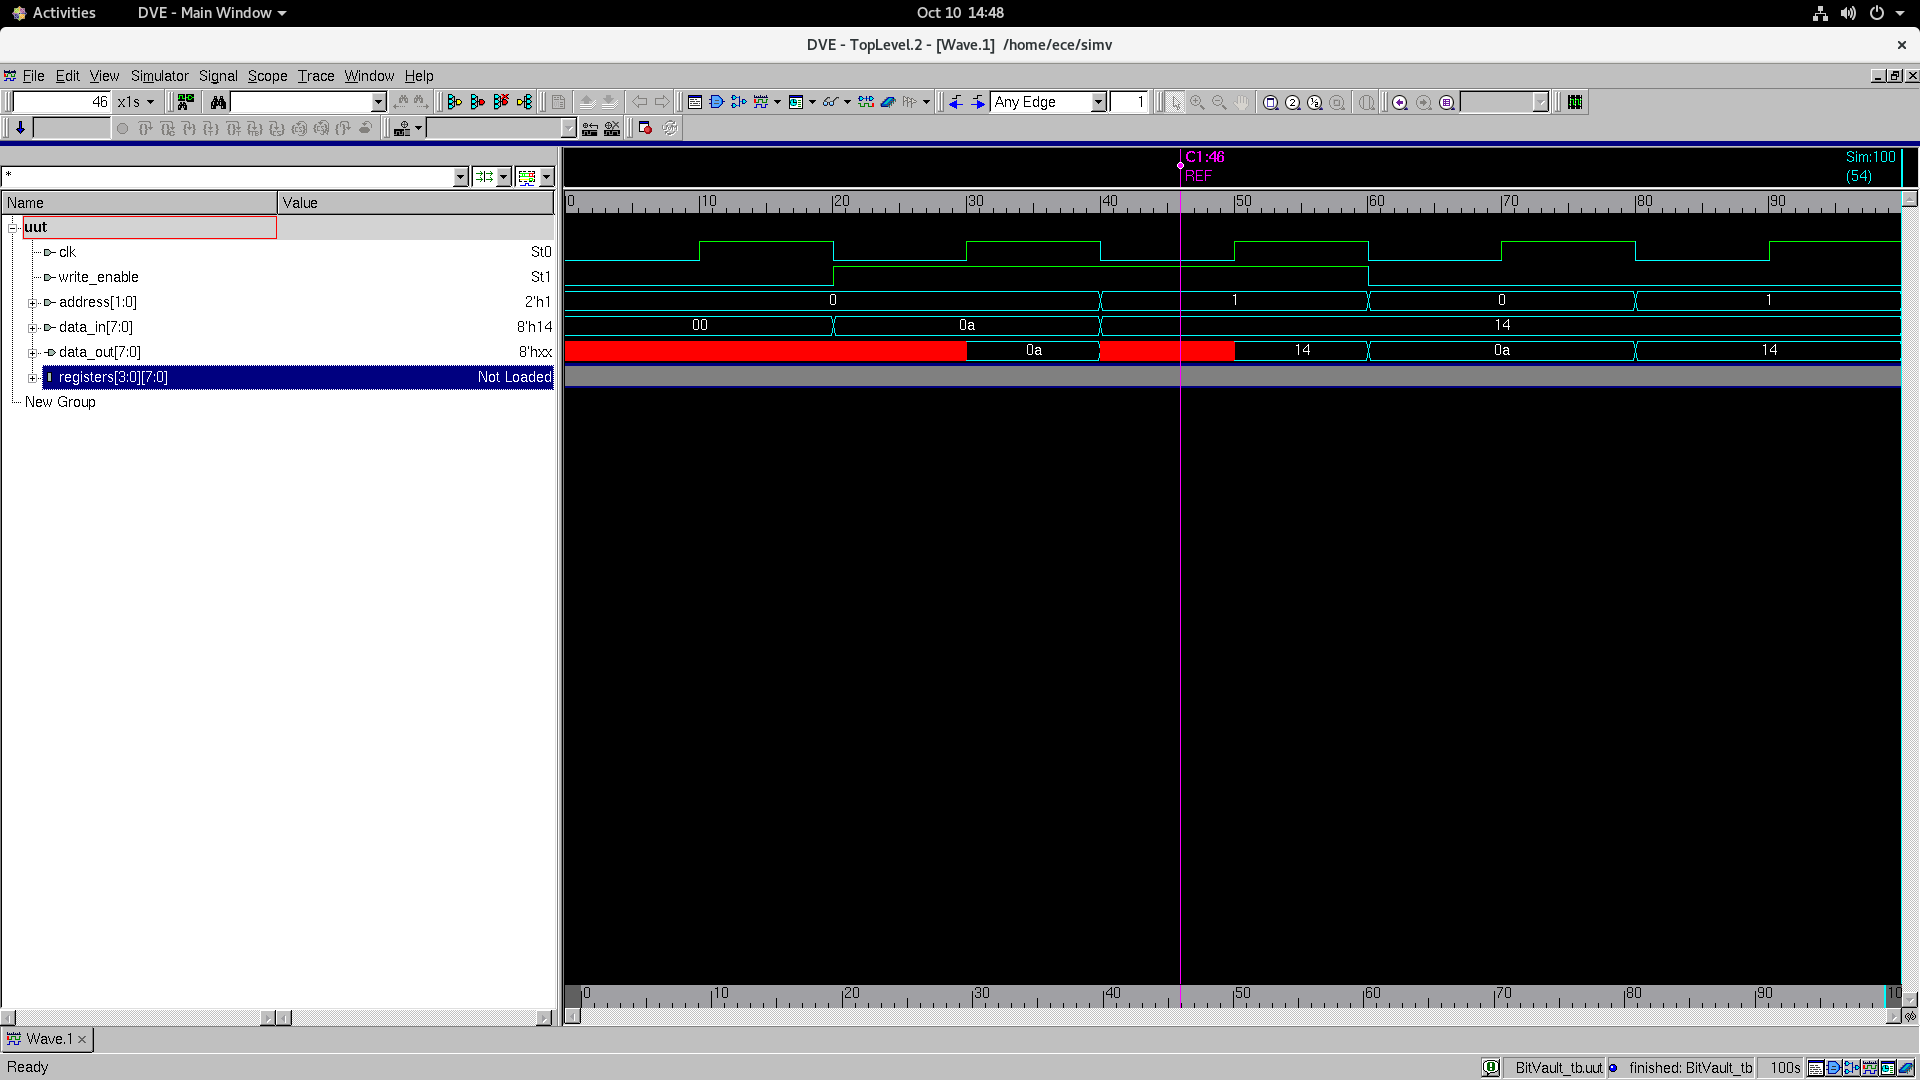 Activities DVE - Main Window Oct 10 14:48
DVE - TopLevel.2 - [Wave.1] /home/ece/simv
File Edit View Simulator Signal Scope Trace Window Help
46 x1s Any Edge 1
C1:46 Sim:100
REF (54)
*
Name Value 0 10 20 30 40 50 60 70 80 90
uut
clk St0
write_enable St1
address[1:0] 2'h1 0 1 0 1
data_in[7:0] 8'h14 00 0a 14
data_out[7:0] 8'hxx 0a 14 0a 14
registers[3:0][7:0] Not Loaded
New Group
0 10 20 30 40 50 60 70 80 90 10
Wave.1
Ready BitVault_tb.uut finished: BitVault_tb 100s